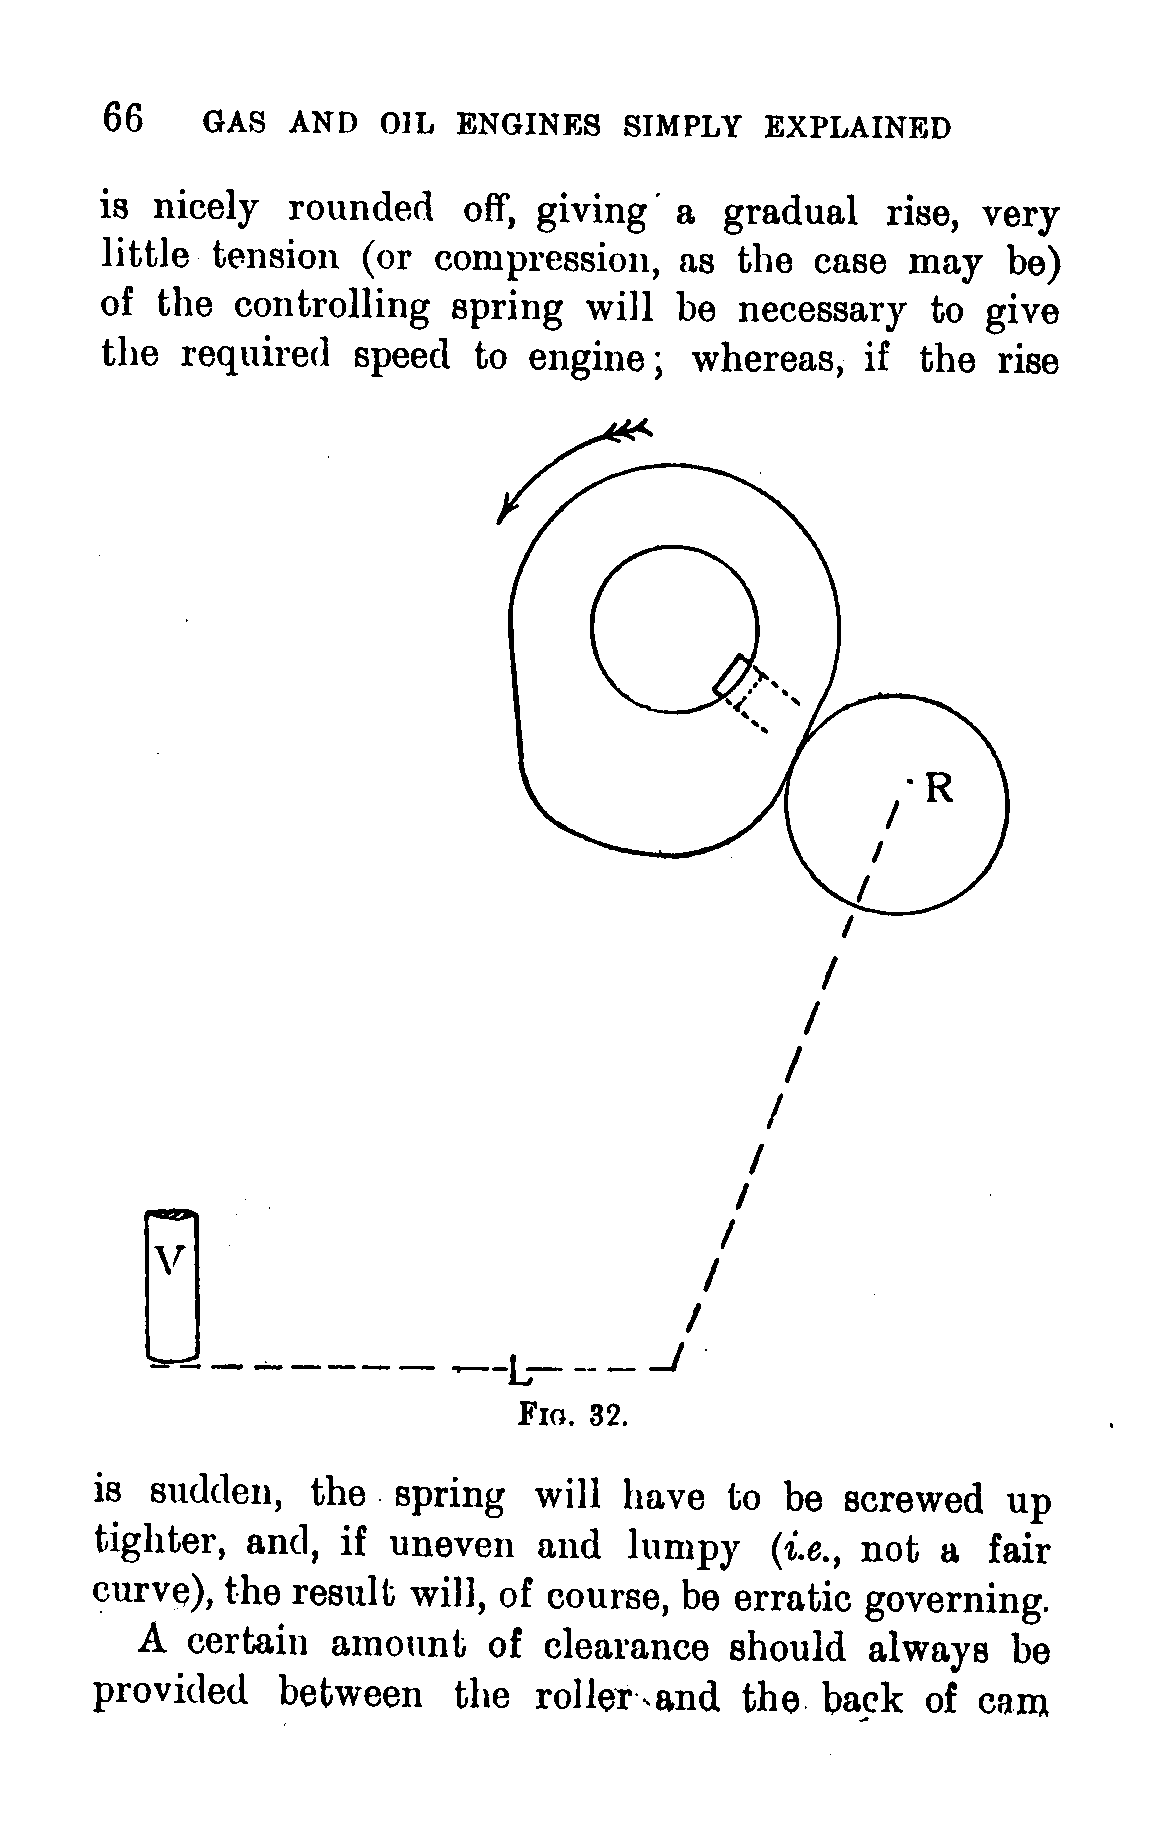 66 GAS AND OIL ENGINES SIMPLY EXPLAINED
is nicely rounded off, giving a gradual rise, very
little tension (or compression, as the case may be)
of the controlling spring will be necessary to give
the required speed to engine; whereas, if the rise
R
V
L
FIG. 32.
is sudden, the spring will have to be screwed up
tighter, and, if uneven and lumpy (i.e., not a fair
curve), the result will, of course, be erratic governing.
A certain amount of clearance should always be
provided between the roller and the back of cam